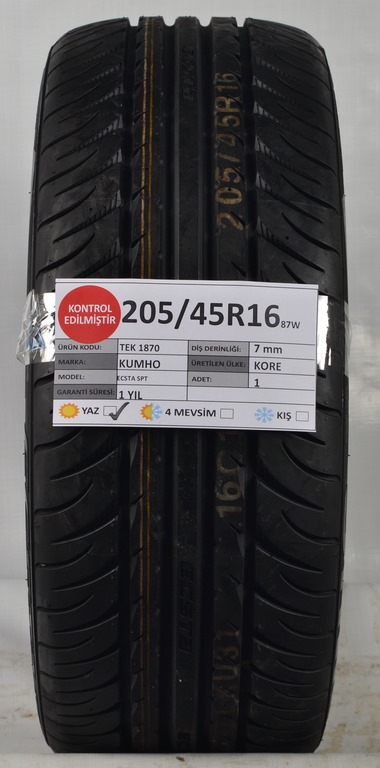 205/45R16
KONTROL
EDİLMİŞTİR
205/45R16 87W
ÜRÜN KODU: TEK 1870 DİŞ DERİNLİĞİ: 7 mm
MARKA: KUMHO ÜRETİLEN ÜLKE: KORE
MODEL: ECSTA SPT ADET: 1
GARANTİ SÜRESİ: 1 YIL
YAZ 4 MEVSİM KIŞ
ECSTA